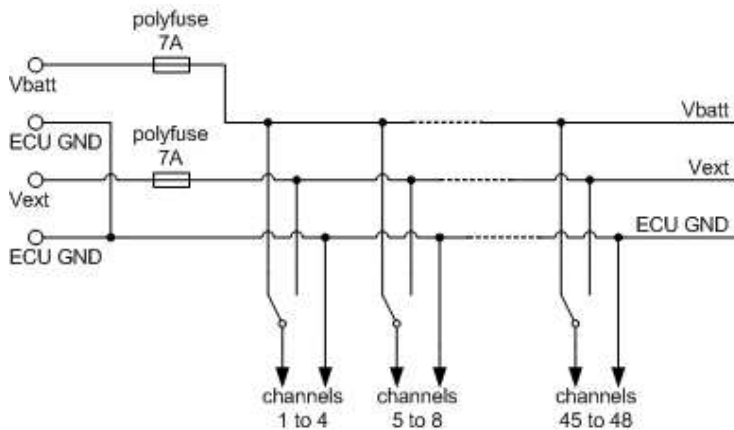 polyfuse
7A
Vbatt
Vbatt
ECU GND
polyfuse
7A
Vext
Vext
ECU GND
ECU GND
channels
1 to 4
channels
5 to 8
channels
45 to 48